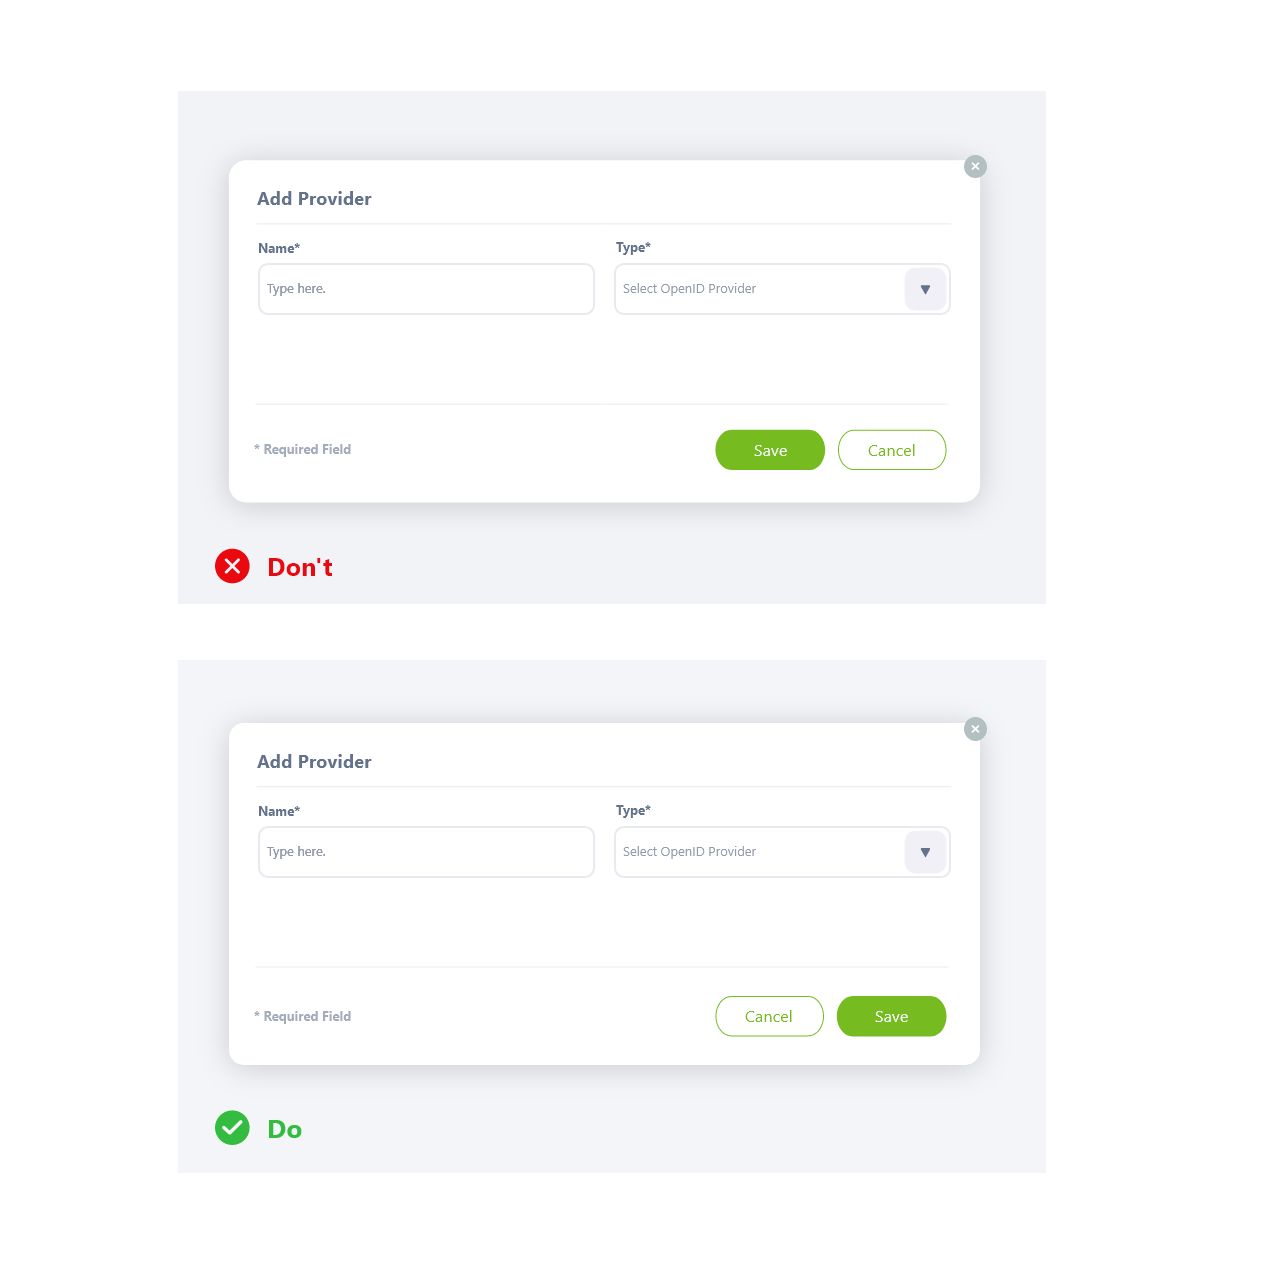 Add Provider
Name* Type*
Type here. Select OpenID Provider
* Required Field Save Cancel
Don't
Add Provider
Name* Type*
Type here. Select OpenID Provider
* Required Field Cancel Save
Do